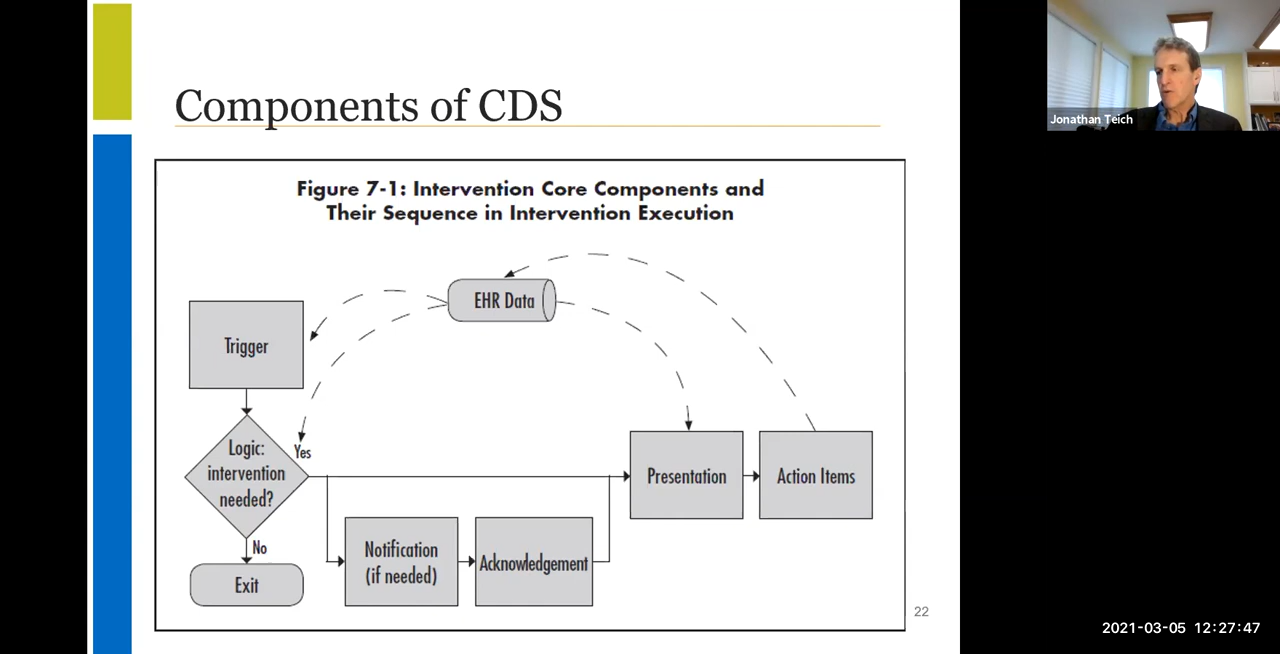 Components of CDS
Jonathan Teich
Figure 7-1: Intervention Core Components and
Their Sequence in Intervention Execution
EHR Data
Trigger
Logic:
intervention
needed?
Yes
No
Exit
Notification
(if needed)
Acknowledgement
Presentation
Action Items
22
2021-03-05 12:27:47